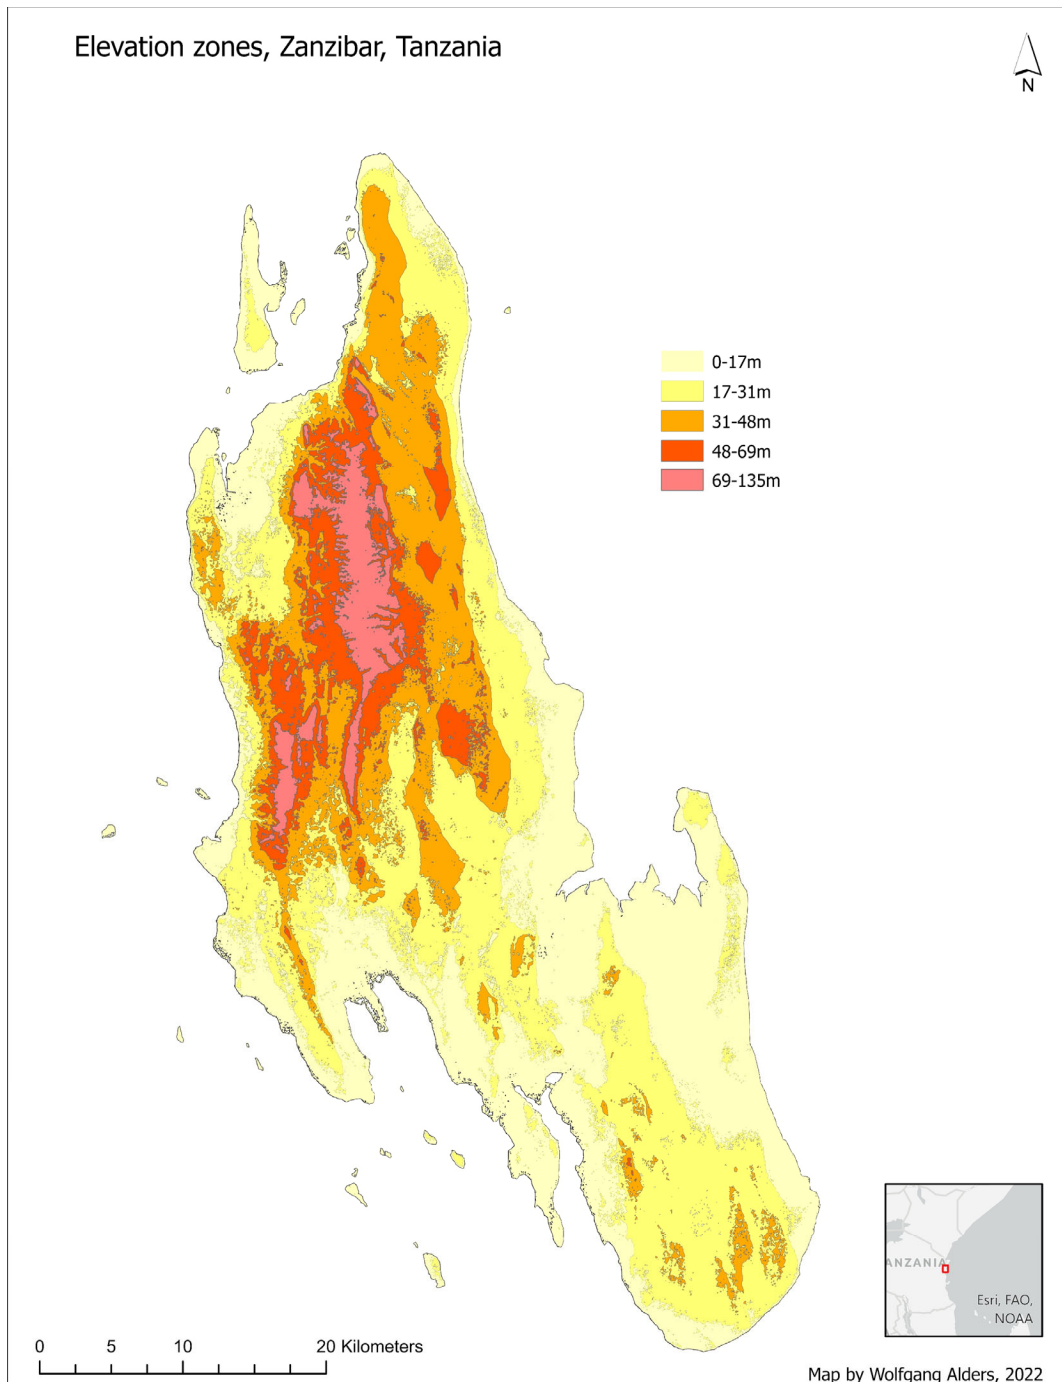 Elevation zones, Zanzibar, Tanzania
N
0-17m
17-31m
31-48m
48-69m
69-135m
ANZANIA
Esri, FAO,
NOAA
0 5 10 20 Kilometers
Map by Wolfgang Alders, 2022